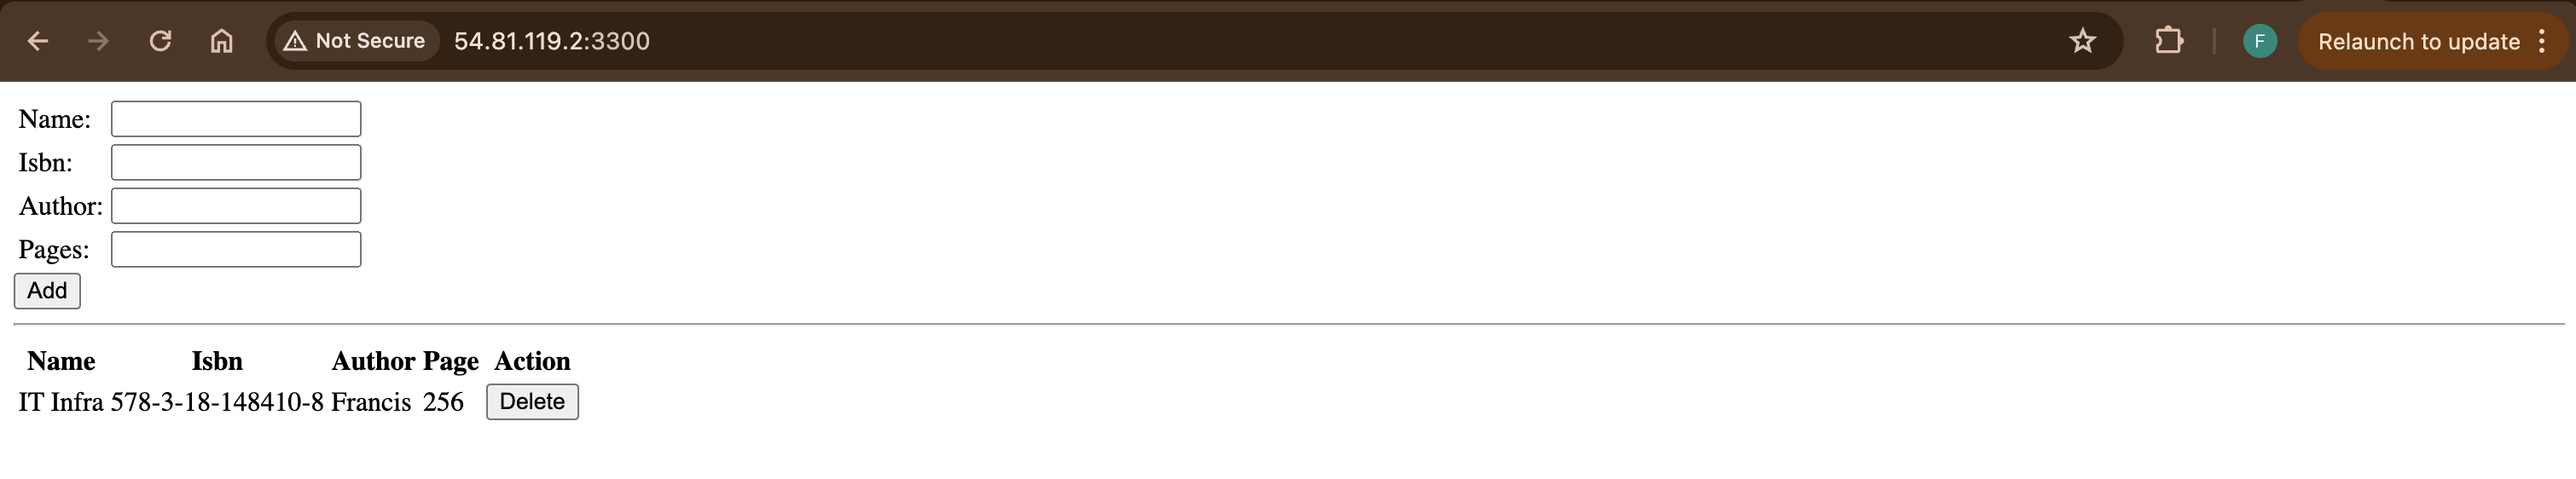 Not Secure 54.81.119.2:3300 F Relaunch to update
Name:
Isbn:
Author:
Pages:
Add
Name Isbn Author Page Action
IT Infra 578-3-18-148410-8 Francis 256 Delete